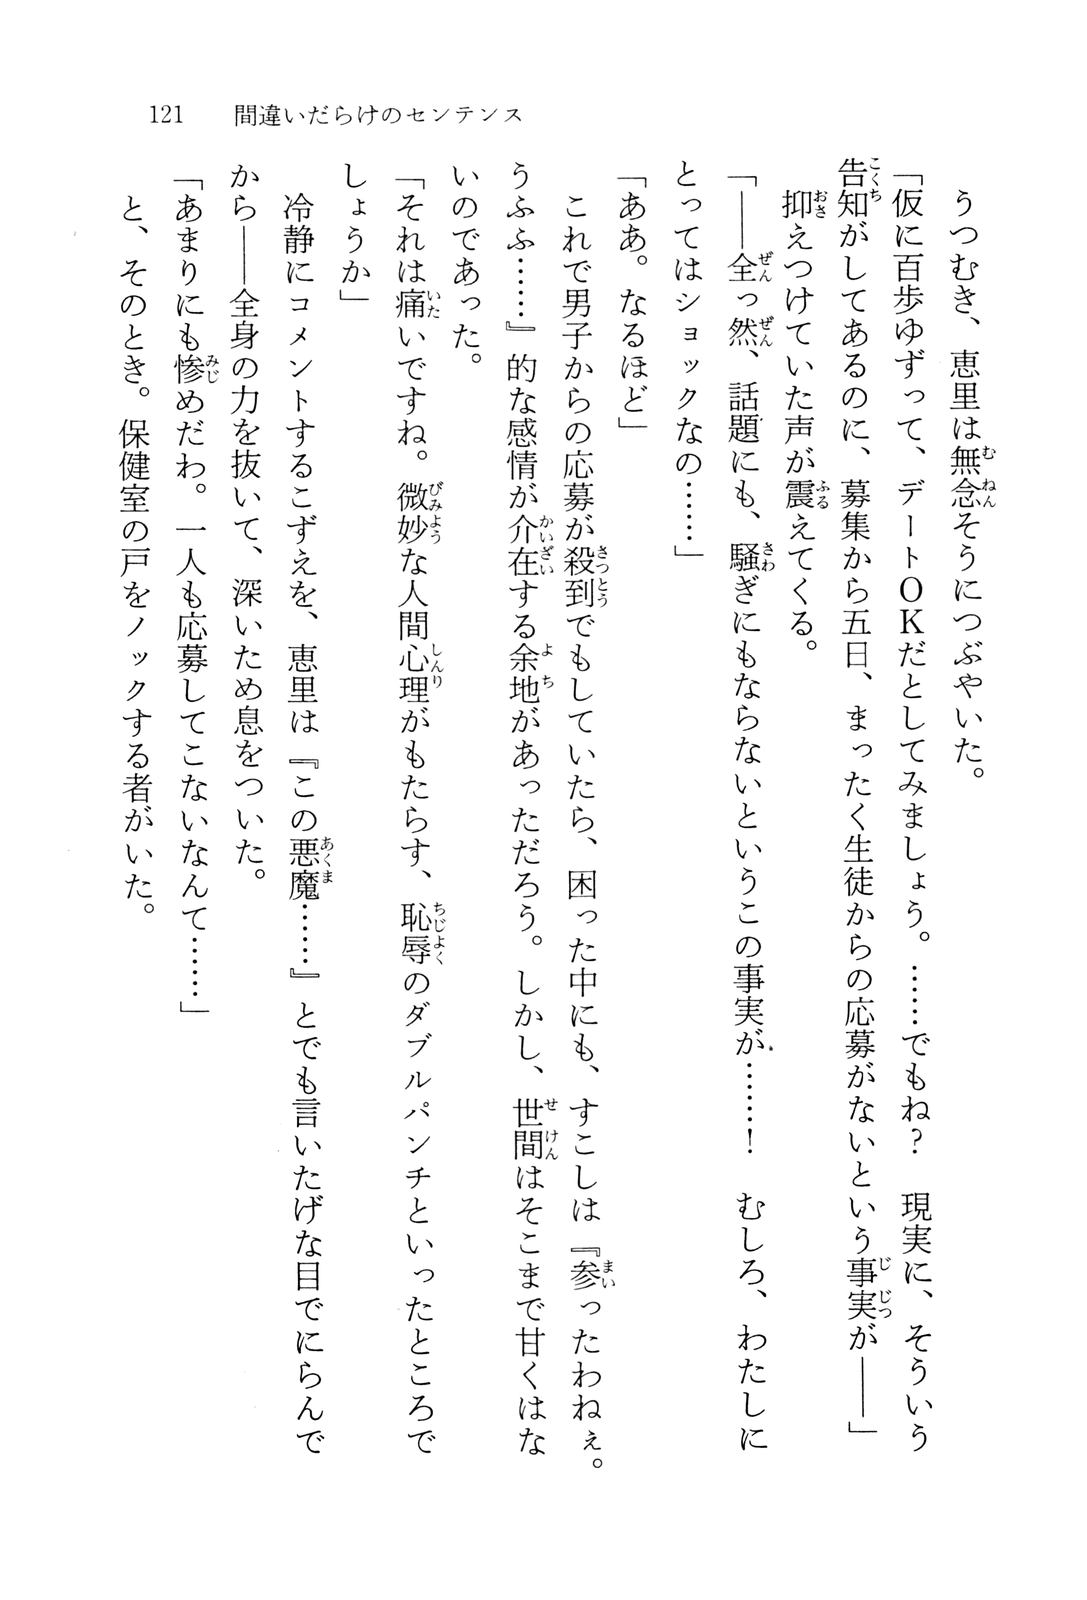 121 間違いだらけのセンテンス
うつむき、恵里は無念そうにつぶやいた。
「仮に百歩ゆずって、デートOKだとしてみましょう。……でもね？　現実に、そういう
告知がしてあるのに、募集から五日、まったく生徒からの応募がないという事実が――」
抑えつけていた声が震えてくる。
「――全っ然、話題にも、騒ぎにもならないというこの事実が……！　むしろ、わたしに
とってはショックなの……」
「ああ。なるほど」
これで男子からの応募が殺到でもしていたら、困った中にも、すこしは『参ったわねぇ。
うふふ……』的な感情が介在する余地があっただろう。しかし、世間はそこまで甘くはな
いのであった。
「それは痛いですね。微妙な人間心理がもたらす、恥辱のダブルパンチといったところで
しょうか」
冷静にコメントするこずえを、恵里は『この悪魔……』とでも言いたげな目でにらんで
から――全身の力を抜いて、深いため息をついた。
「あまりにも惨めだわ。一人も応募してこないなんて……」
と、そのとき。保健室の戸をノックする者がいた。